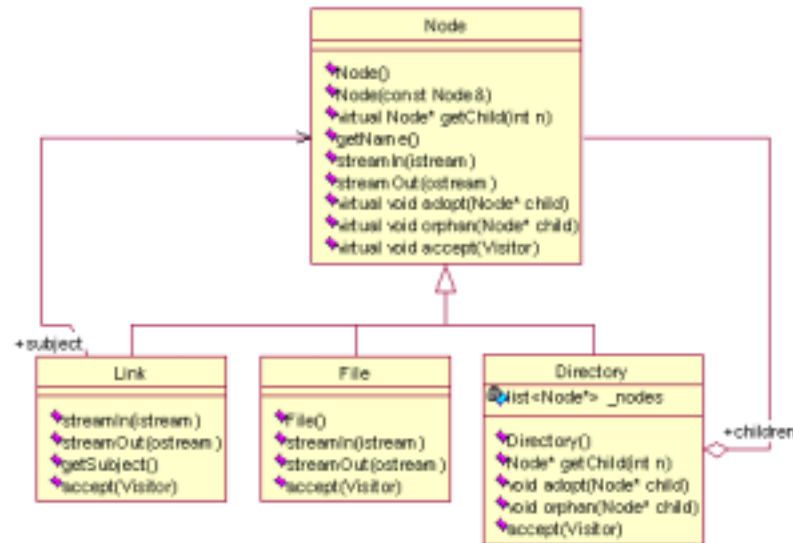 Node
Node()
Node(const Node&)
virtual Node* getChild(int n)
getName()
streamIn(istream)
streamOut(ostream)
virtual void adopt(Node* child)
virtual void orphan(Node* child)
virtual void accept(Visitor)
+subject
Link
streamIn(istream)
streamOut(ostream)
getSubject()
accept(Visitor)
File
File()
streamIn(istream)
streamOut(ostream)
accept(Visitor)
Directory
list<Node*> _nodes
Directory()
Node* getChild(int n)
void adopt(Node* child)
void orphan(Node* child)
accept(Visitor)
+children